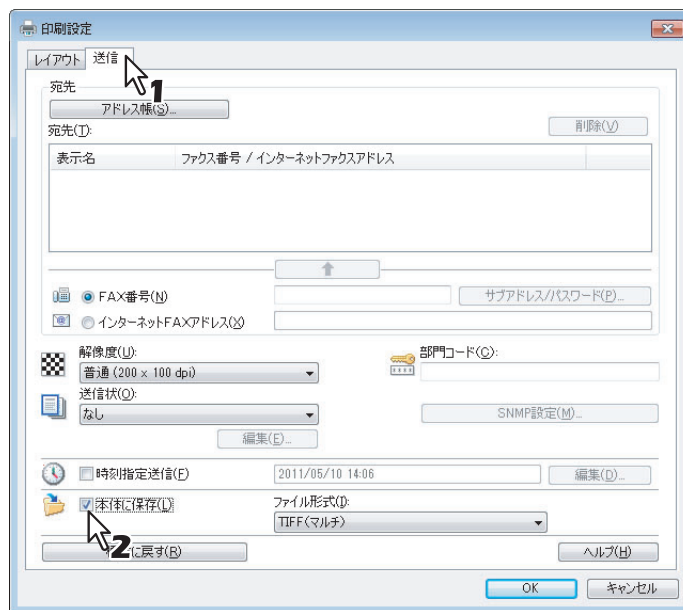 印刷設定
レイアウト 送信
1
宛先
アドレス帳(S)...
宛先(T):
削除(V)
表示名 ファクス番号 / インターネットファクスアドレス
FAX番号(N)
サブアドレス/パスワード(P)...
インターネットFAXアドレス(X)
解像度(U):
部門コード(C):
普通 (200 x 100 dpi)
送信状(O):
なし
SNMP設定(M)...
編集(E)...
時刻指定送信(F)
2011/05/10 14:06
編集(D)...
本体に保存(L)
ファイル形式(I):
TIFF(マルチ)
2
に戻す(R)
ヘルプ(H)
OK キャンセル